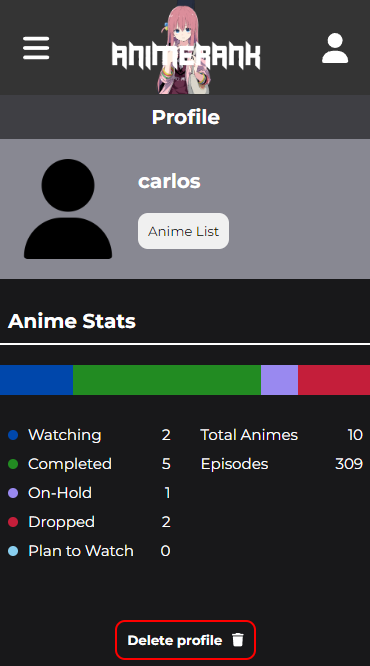 ANIMERANK
Profile
carlos
Anime List
Anime Stats
Watching 2
Completed 5
On-Hold 1
Dropped 2
Plan to Watch 0
Total Animes 10
Episodes 309
Delete profile